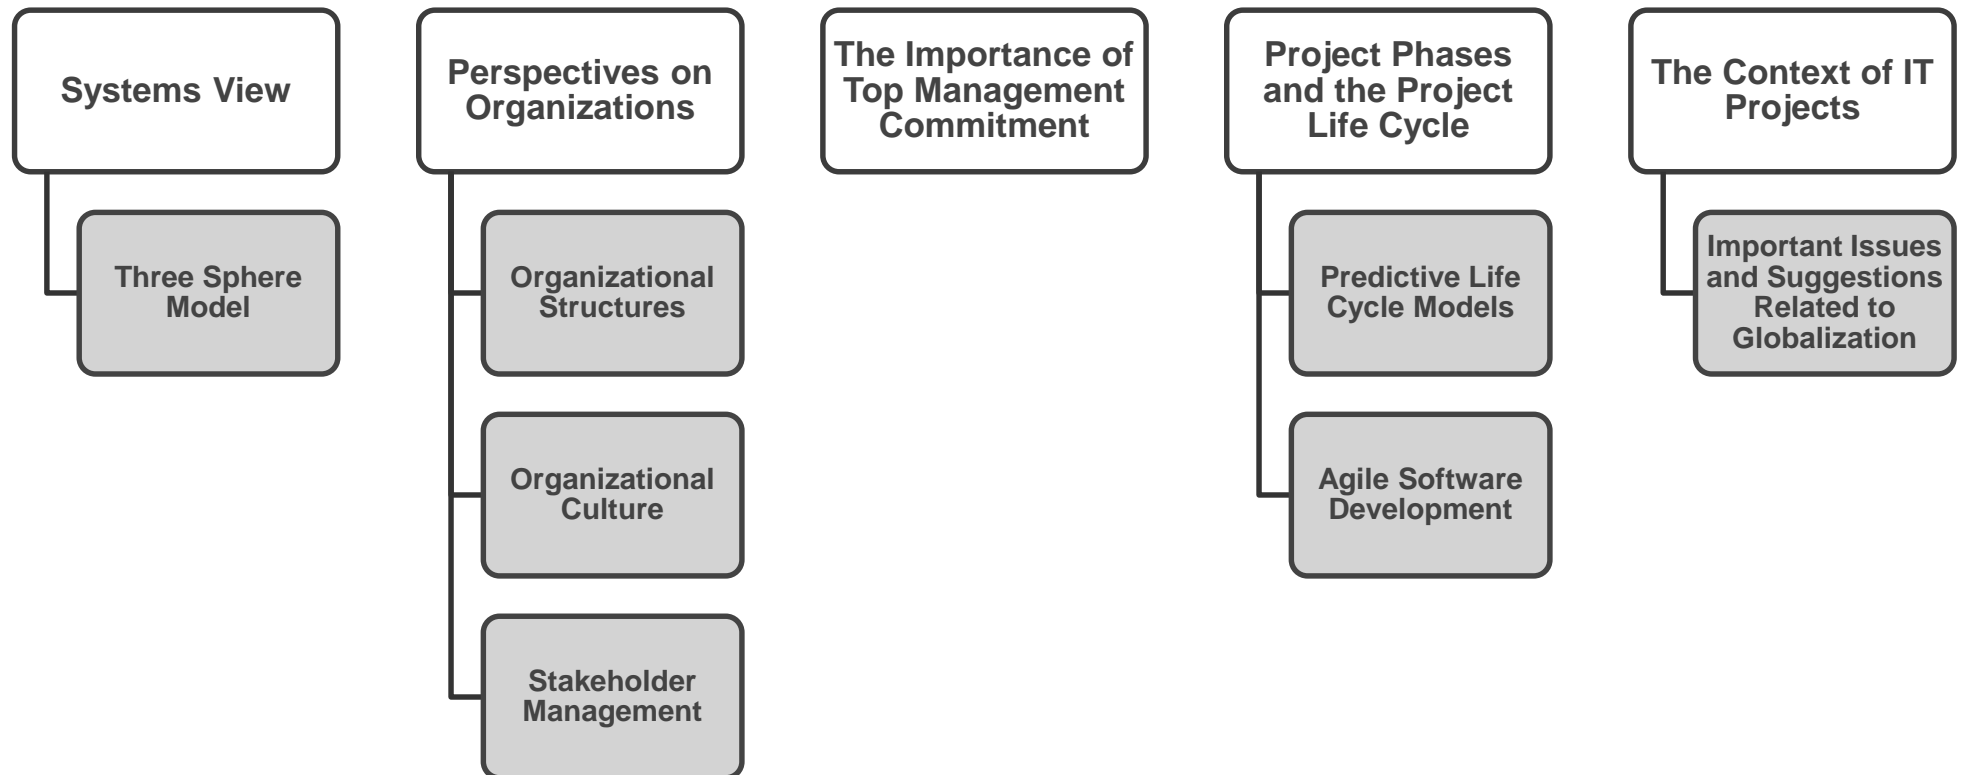 Systems View
Three Sphere
Model
Perspectives on
Organizations
Organizational
Structures
Organizational
Culture
Stakeholder
Management
The Importance of
Top Management
Commitment
Project Phases
and the Project
Life Cycle
Predictive Life
Cycle Models
Agile Software
Development
The Context of IT
Projects
Important Issues
and Suggestions
Related to
Globalization